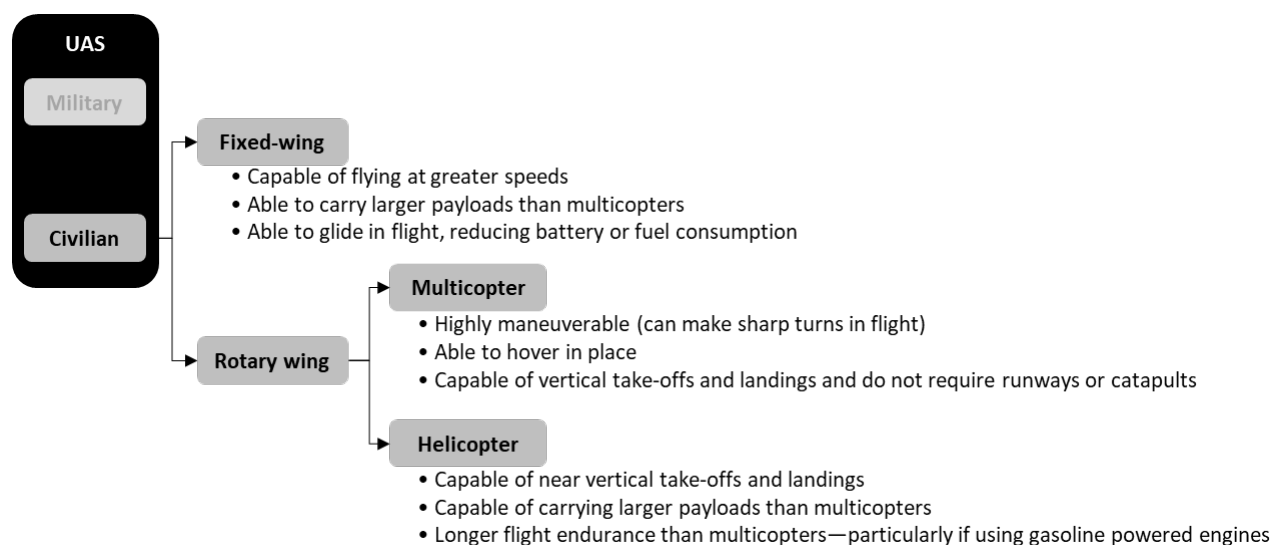 UAS
Military
Civilian
Fixed-wing
• Capable of flying at greater speeds
• Able to carry larger payloads than multicopters
• Able to glide in flight, reducing battery or fuel consumption
Rotary wing
Multicopter
• Highly maneuverable (can make sharp turns in flight)
• Able to hover in place
• Capable of vertical take-offs and landings and do not require runways or catapults
Helicopter
• Capable of near vertical take-offs and landings
• Capable of carrying larger payloads than multicopters
• Longer flight endurance than multicopters—particularly if using gasoline powered engines